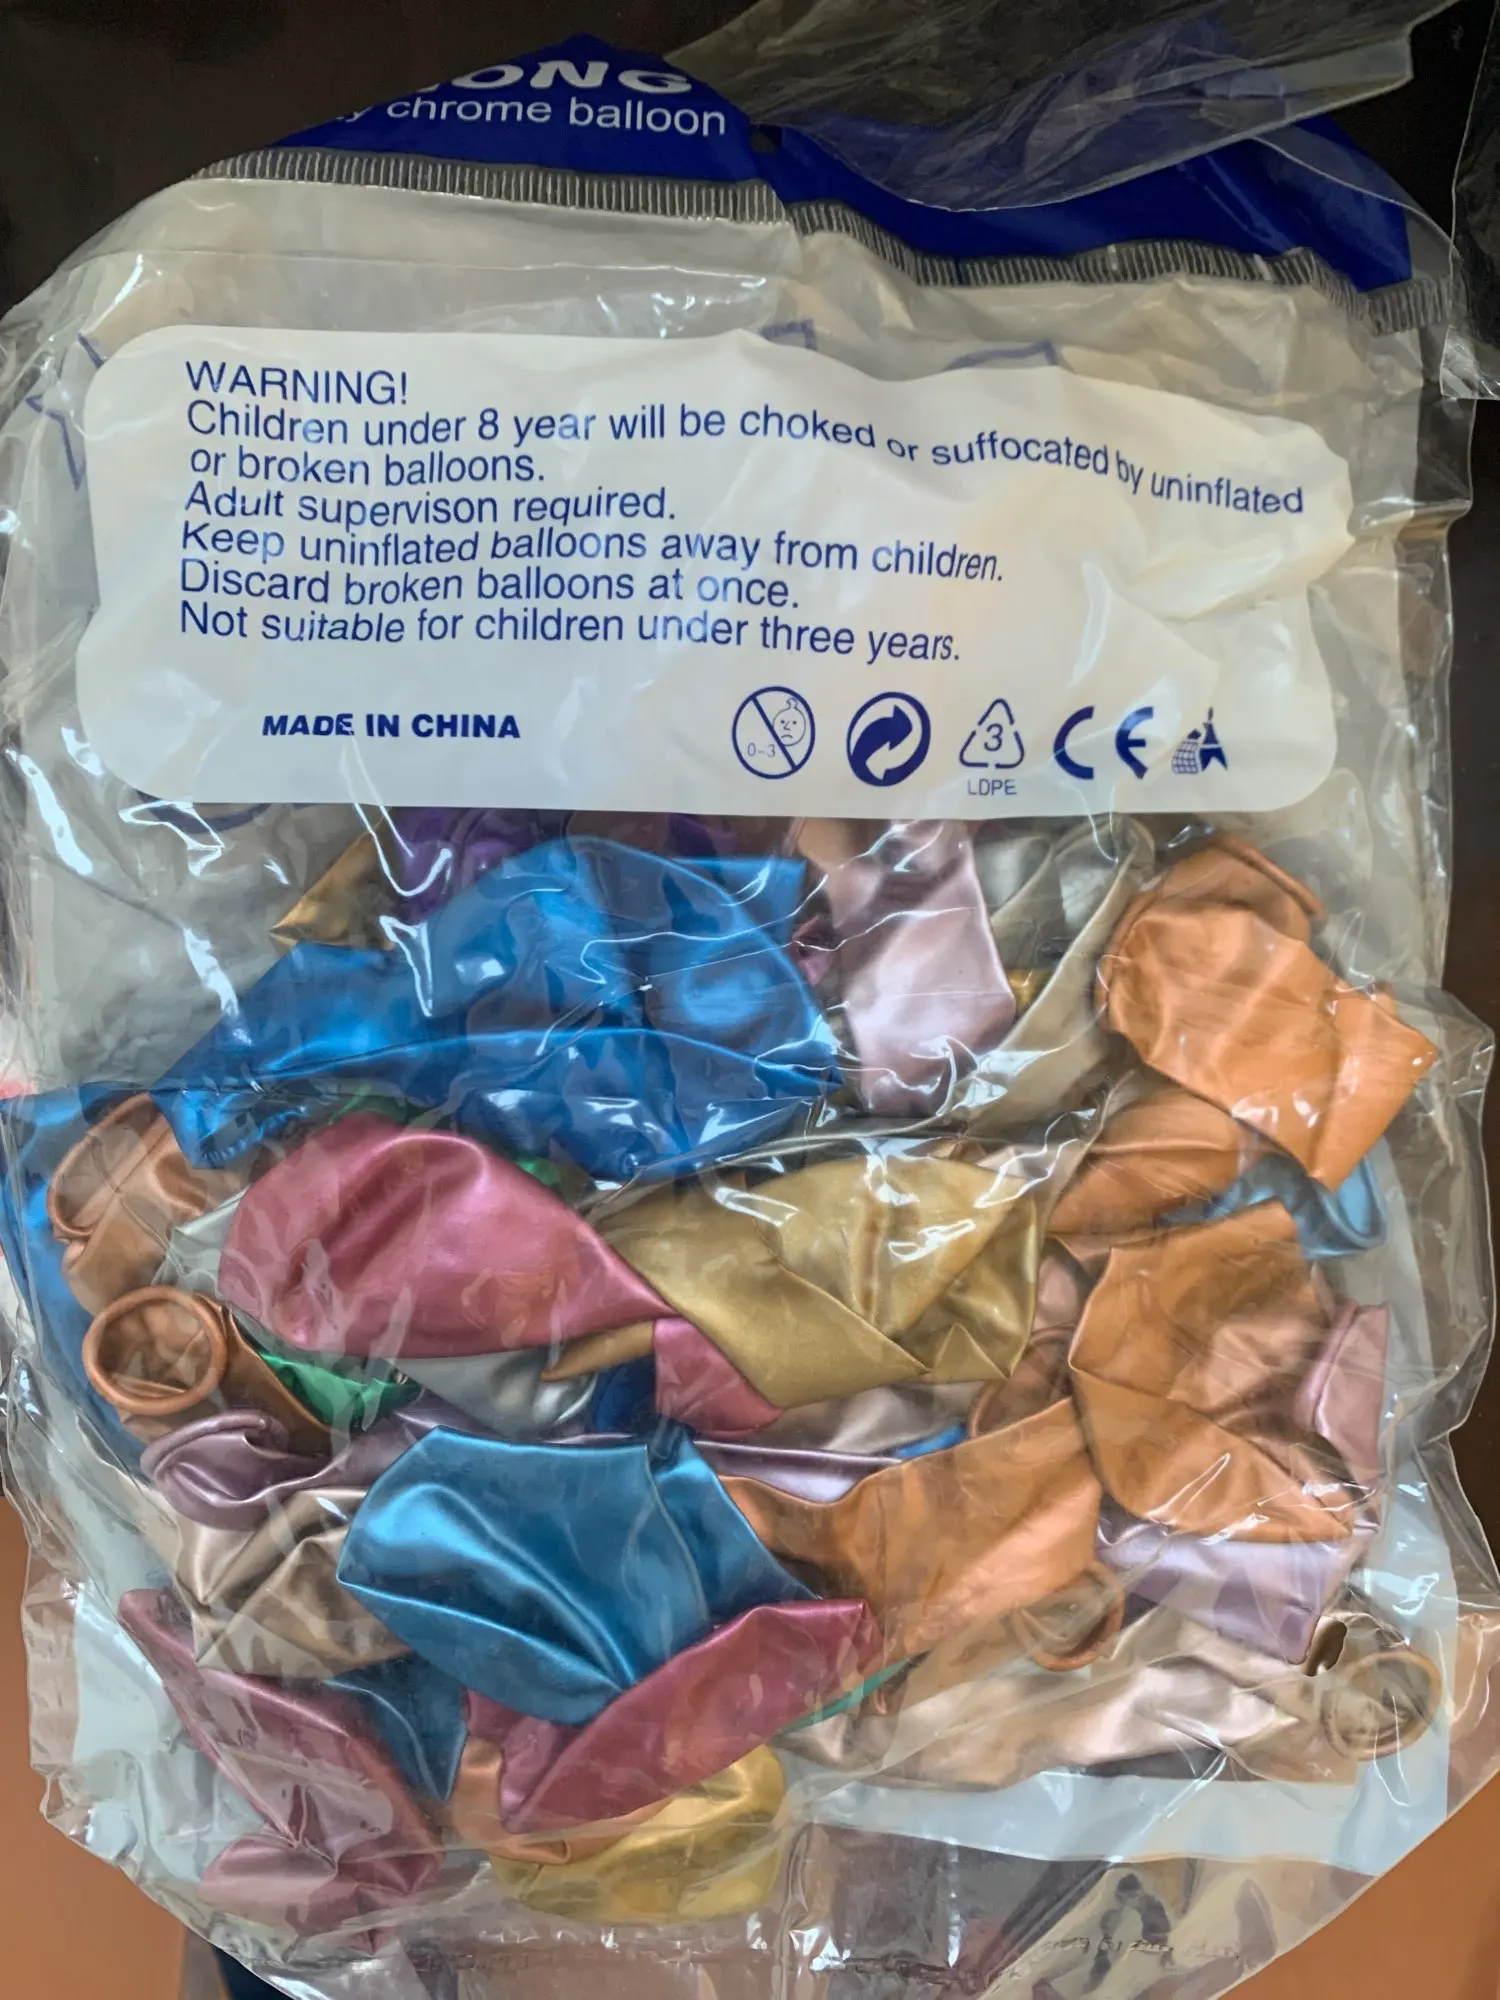 ONG
chrome balloon
WARNING!
Children under 8 year will be choked or suffocated by uninflated
or broken balloons.
Adult supervison required.
Keep uninflated balloons away from children.
Discard broken balloons at once.
Not suitable for children under three years.
MADE IN CHINA
0-3
3
LDPE
CE